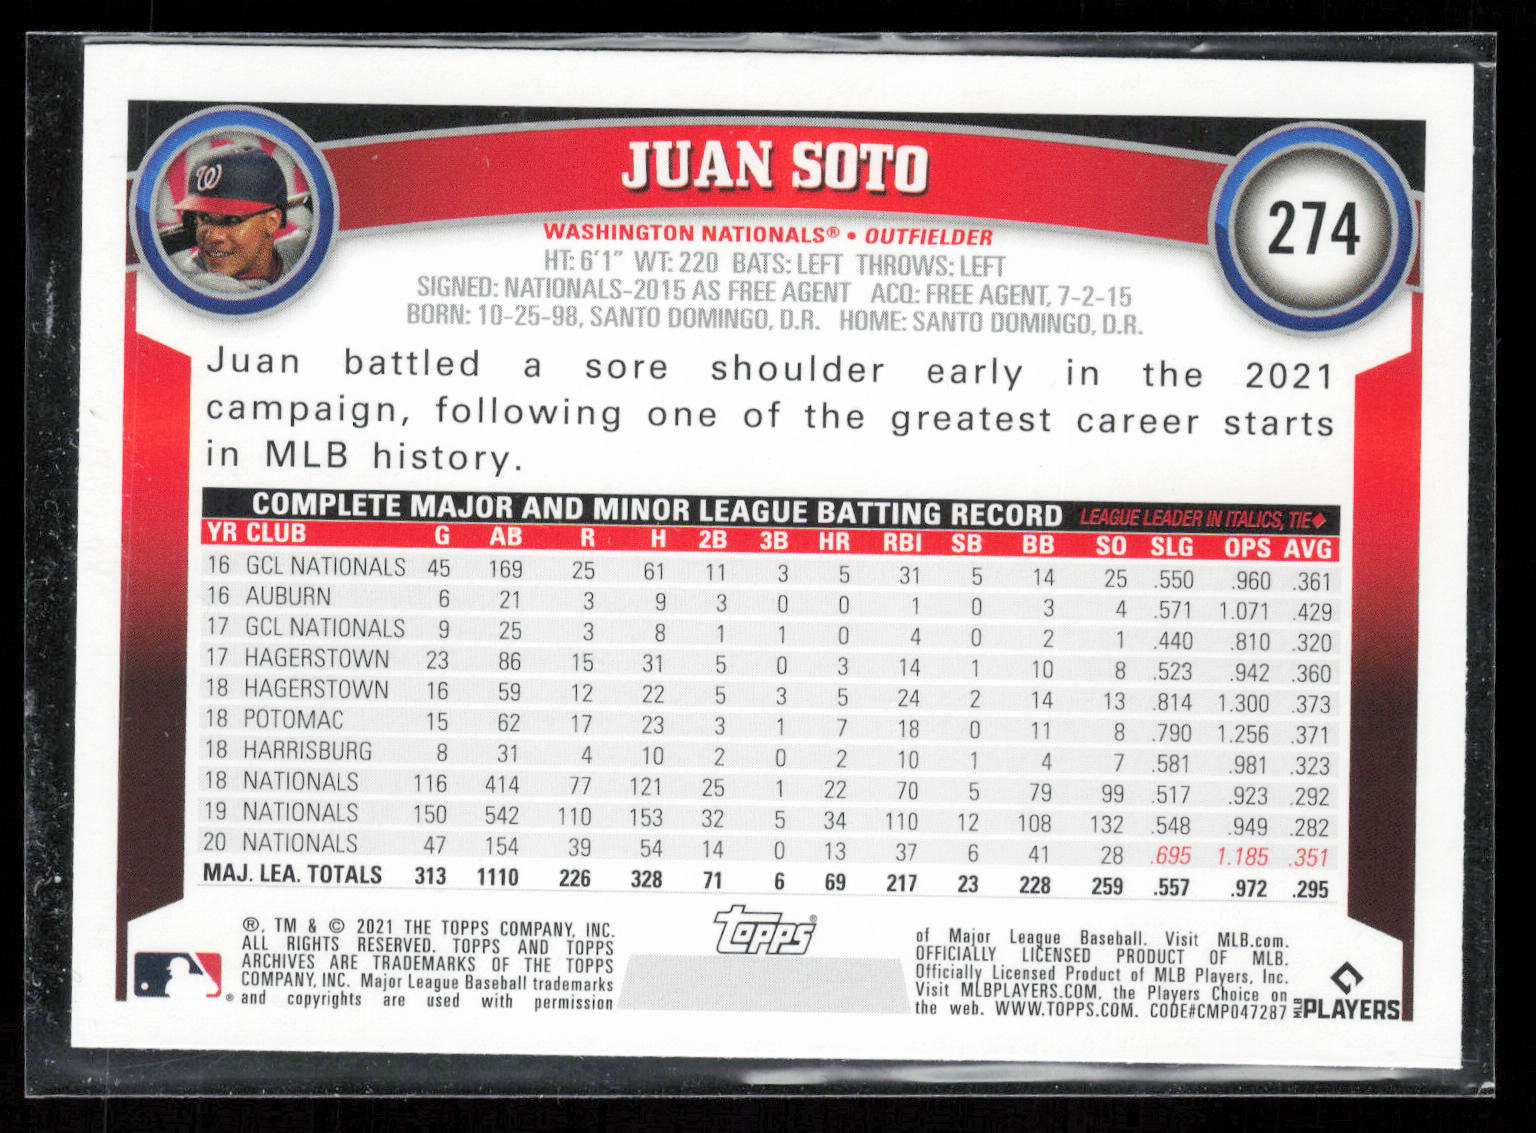 JUAN SOTO
274
W
WASHINGTON NATIONALS® • OUTFIELDER
HT: 6'1" WT: 220 BATS: LEFT THROWS: LEFT
SIGNED: NATIONALS-2015 AS FREE AGENT ACQ: FREE AGENT, 7-2-15
BORN: 10-25-98, SANTO DOMINGO, D.R. HOME: SANTO DOMINGO, D.R.
Juan battled a sore shoulder early in the 2021
campaign, following one of the greatest career starts
in MLB history.
COMPLETE MAJOR AND MINOR LEAGUE BATTING RECORD LEAGUE LEADER IN ITALICS, TIE◆
YR CLUB G AB R H 2B 3B HR RBI SB BB SO SLG OPS AVG
16 GCL NATIONALS 45 169 25 61 11 3 5 31 5 14 25 .550 .960 .361
16 AUBURN 6 21 3 9 3 0 0 1 0 3 4 .571 1.071 .429
17 GCL NATIONALS 9 25 3 8 1 1 0 4 0 2 1 .440 .810 .320
17 HAGERSTOWN 23 86 15 31 5 0 3 14 1 10 8 .523 .942 .360
18 HAGERSTOWN 16 59 12 22 5 3 5 24 2 14 13 .814 1.300 .373
18 POTOMAC 15 62 17 23 3 1 7 18 0 11 8 .790 1.256 .371
18 HARRISBURG 8 31 4 10 2 0 2 10 1 4 7 .581 .981 .323
18 NATIONALS 116 414 77 121 25 1 22 70 5 79 99 .517 .923 .292
19 NATIONALS 150 542 110 153 32 5 34 110 12 108 132 .548 .949 .282
20 NATIONALS 47 154 39 54 14 0 13 37 6 41 28 .695 1.185 .351
MAJ. LEA. TOTALS 313 1110 226 328 71 6 69 217 23 228 259 .557 .972 .295
®, TM & © 2021 THE TOPPS COMPANY, INC.
ALL RIGHTS RESERVED. TOPPS AND TOPPS
ARCHIVES ARE TRADEMARKS OF THE TOPPS
COMPANY, INC. Major League Baseball trademarks
and copyrights are used with permission
Topps®
of Major League Baseball. Visit MLB.com.
OFFICIALLY LICENSED PRODUCT OF MLB.
Officially Licensed Product of MLB Players, Inc.
Visit MLBPLAYERS.COM, the Players Choice on
the web. WWW.TOPPS.COM. CODE#CMP047287
MLB PLAYERS